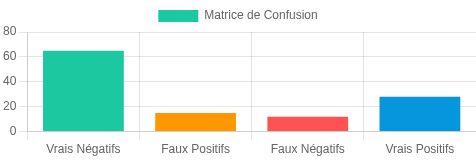 Matrice de Confusion
80
60
40
20
0
Vrais Négatifs Faux Positifs Faux Négatifs Vrais Positifs